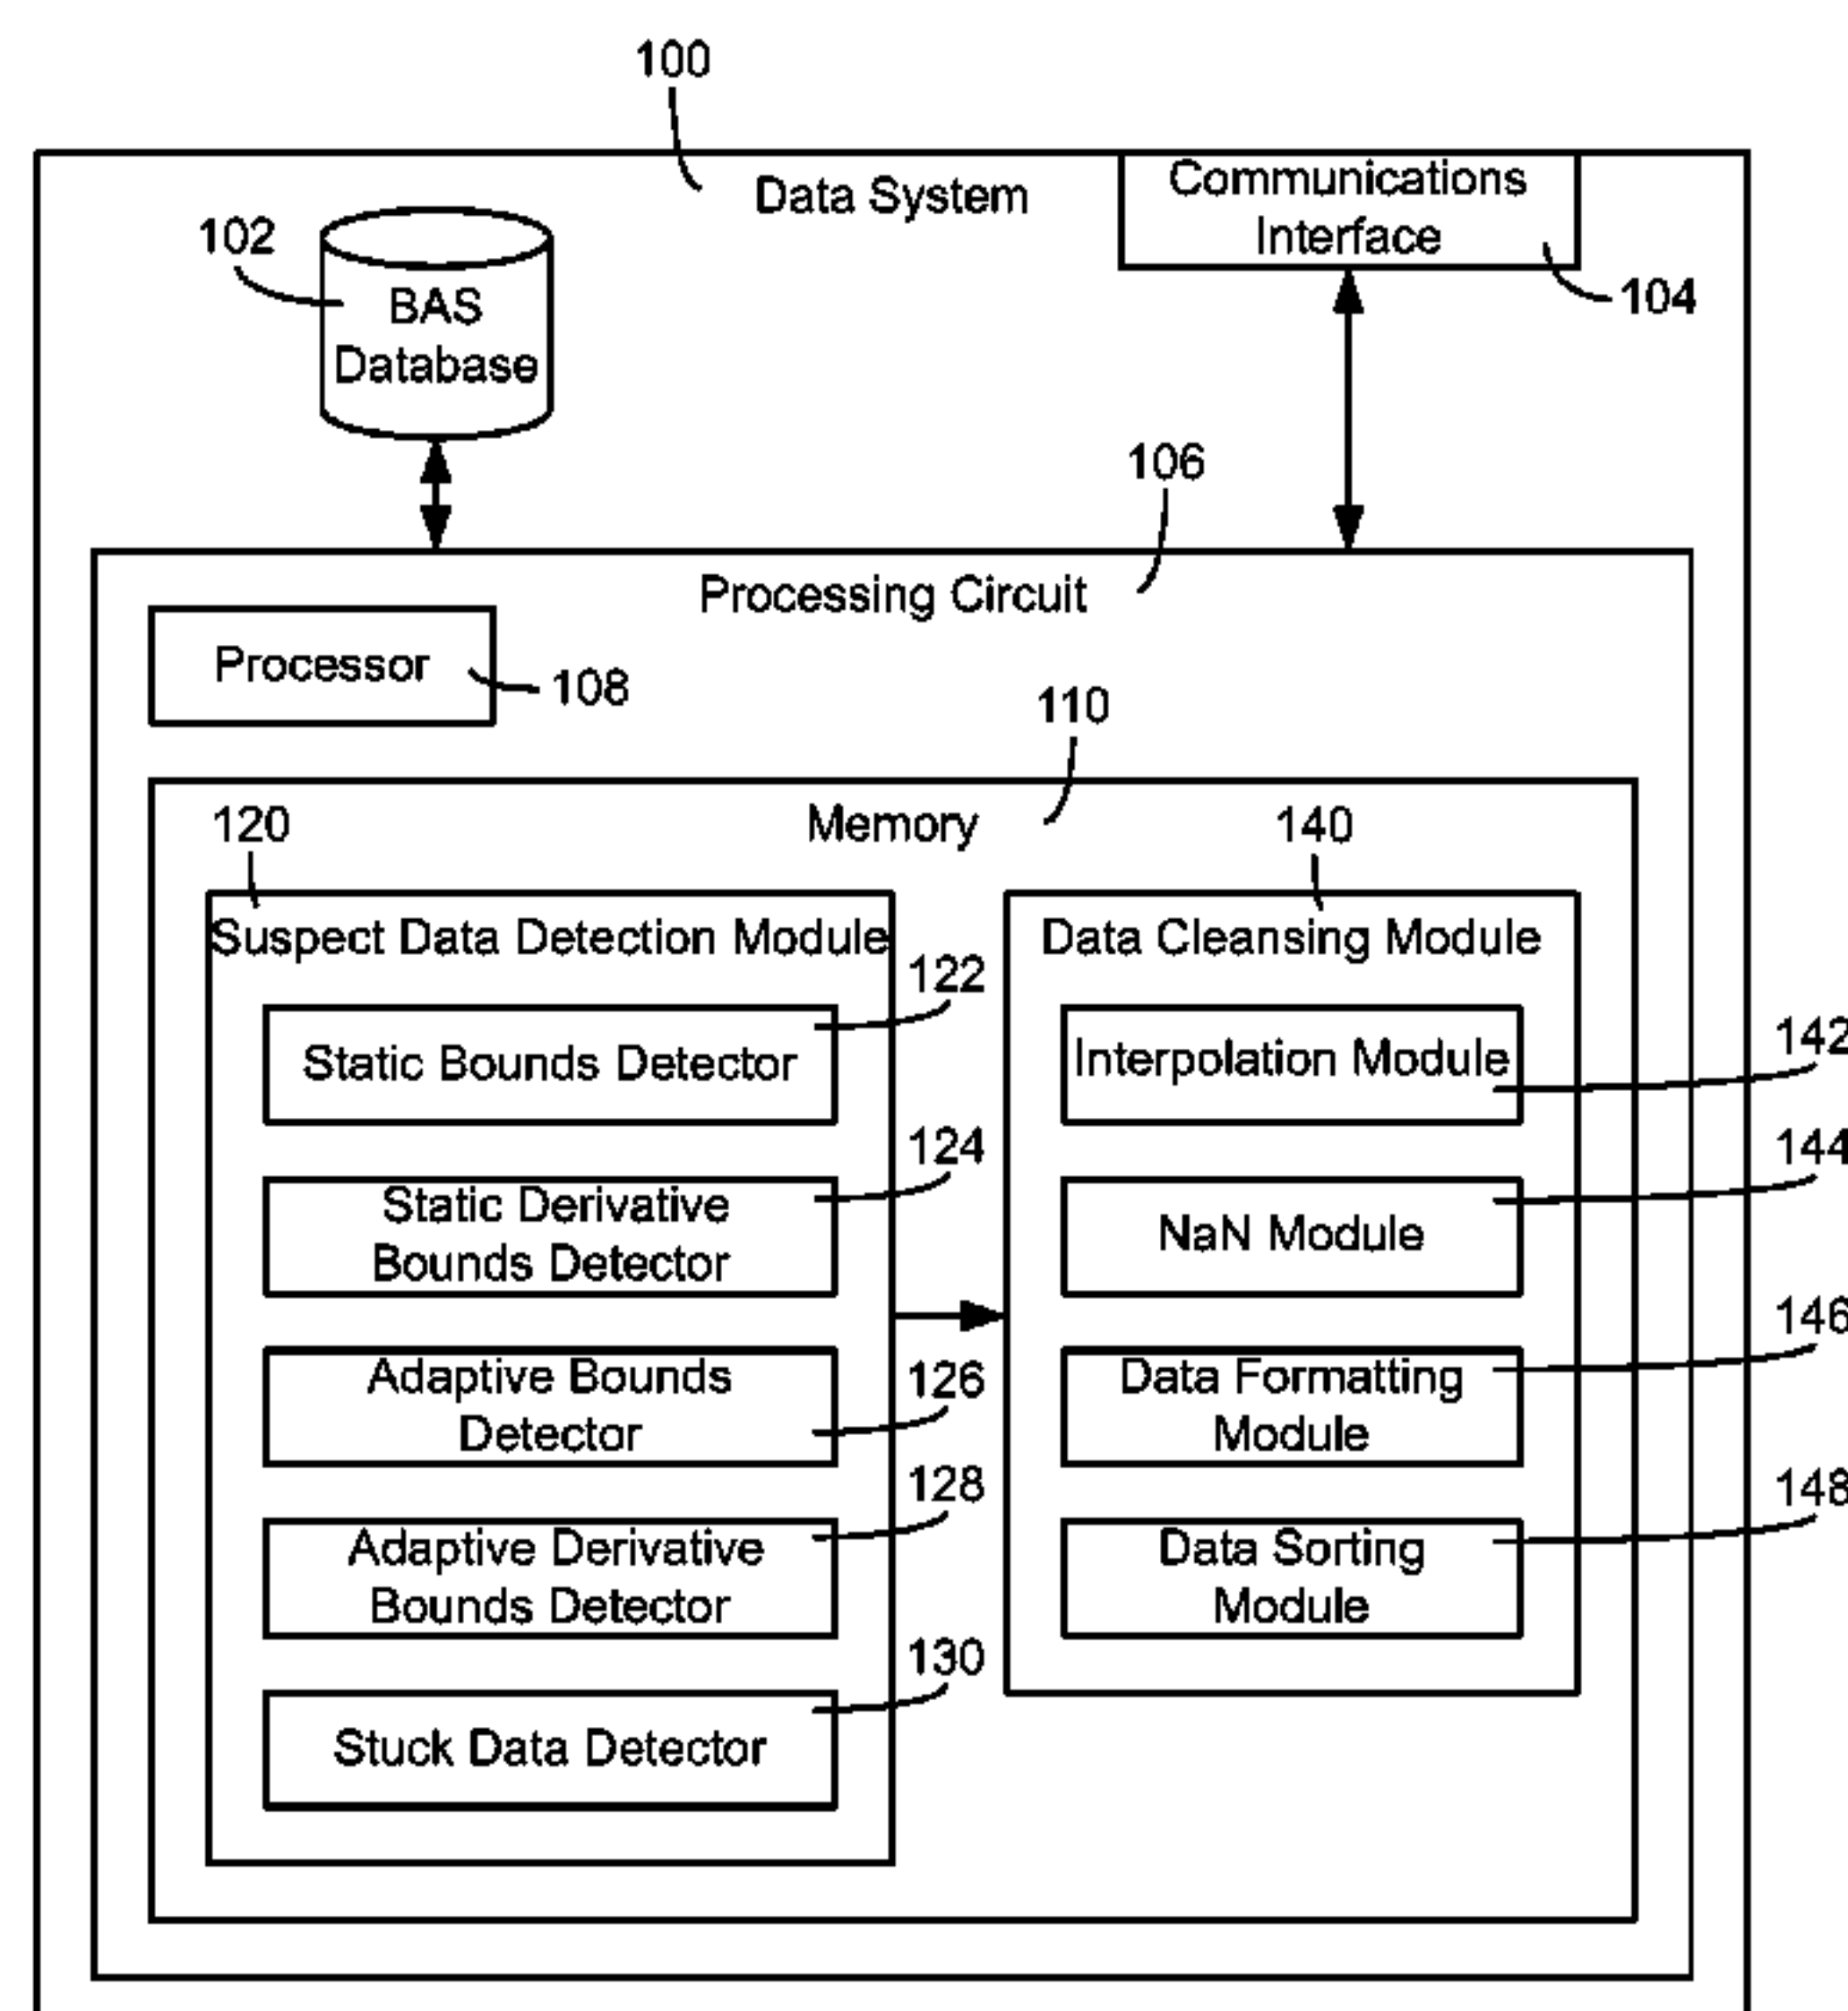 100
Data System
Communications
Interface
104
102
BAS
Database
106
Processing Circuit
Processor
108
110
Memory
120
Suspect Data Detection Module
122
Static Bounds Detector
124
Static Derivative
Bounds Detector
126
Adaptive Bounds
Detector
128
Adaptive Derivative
Bounds Detector
130
Stuck Data Detector
140
Data Cleansing Module
142
Interpolation Module
144
NaN Module
146
Data Formatting
Module
148
Data Sorting
Module